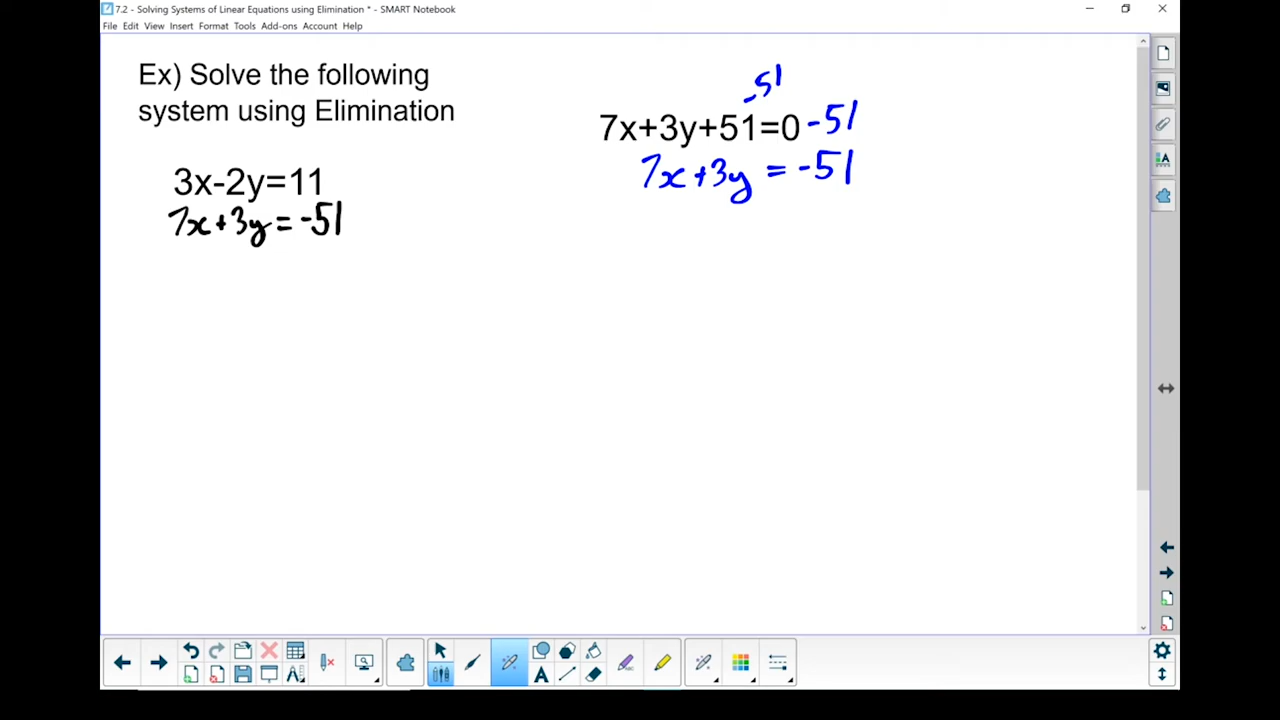 7.2 - Solving Systems of Linear Equations using Elimination * - SMART Notebook
File Edit View Insert Format Tools Add-ons Account Help
Ex) Solve the following
system using Elimination
3x-2y=11
7x+3y=-51
-51
7x+3y+51=0 -51
7x+3y = -51